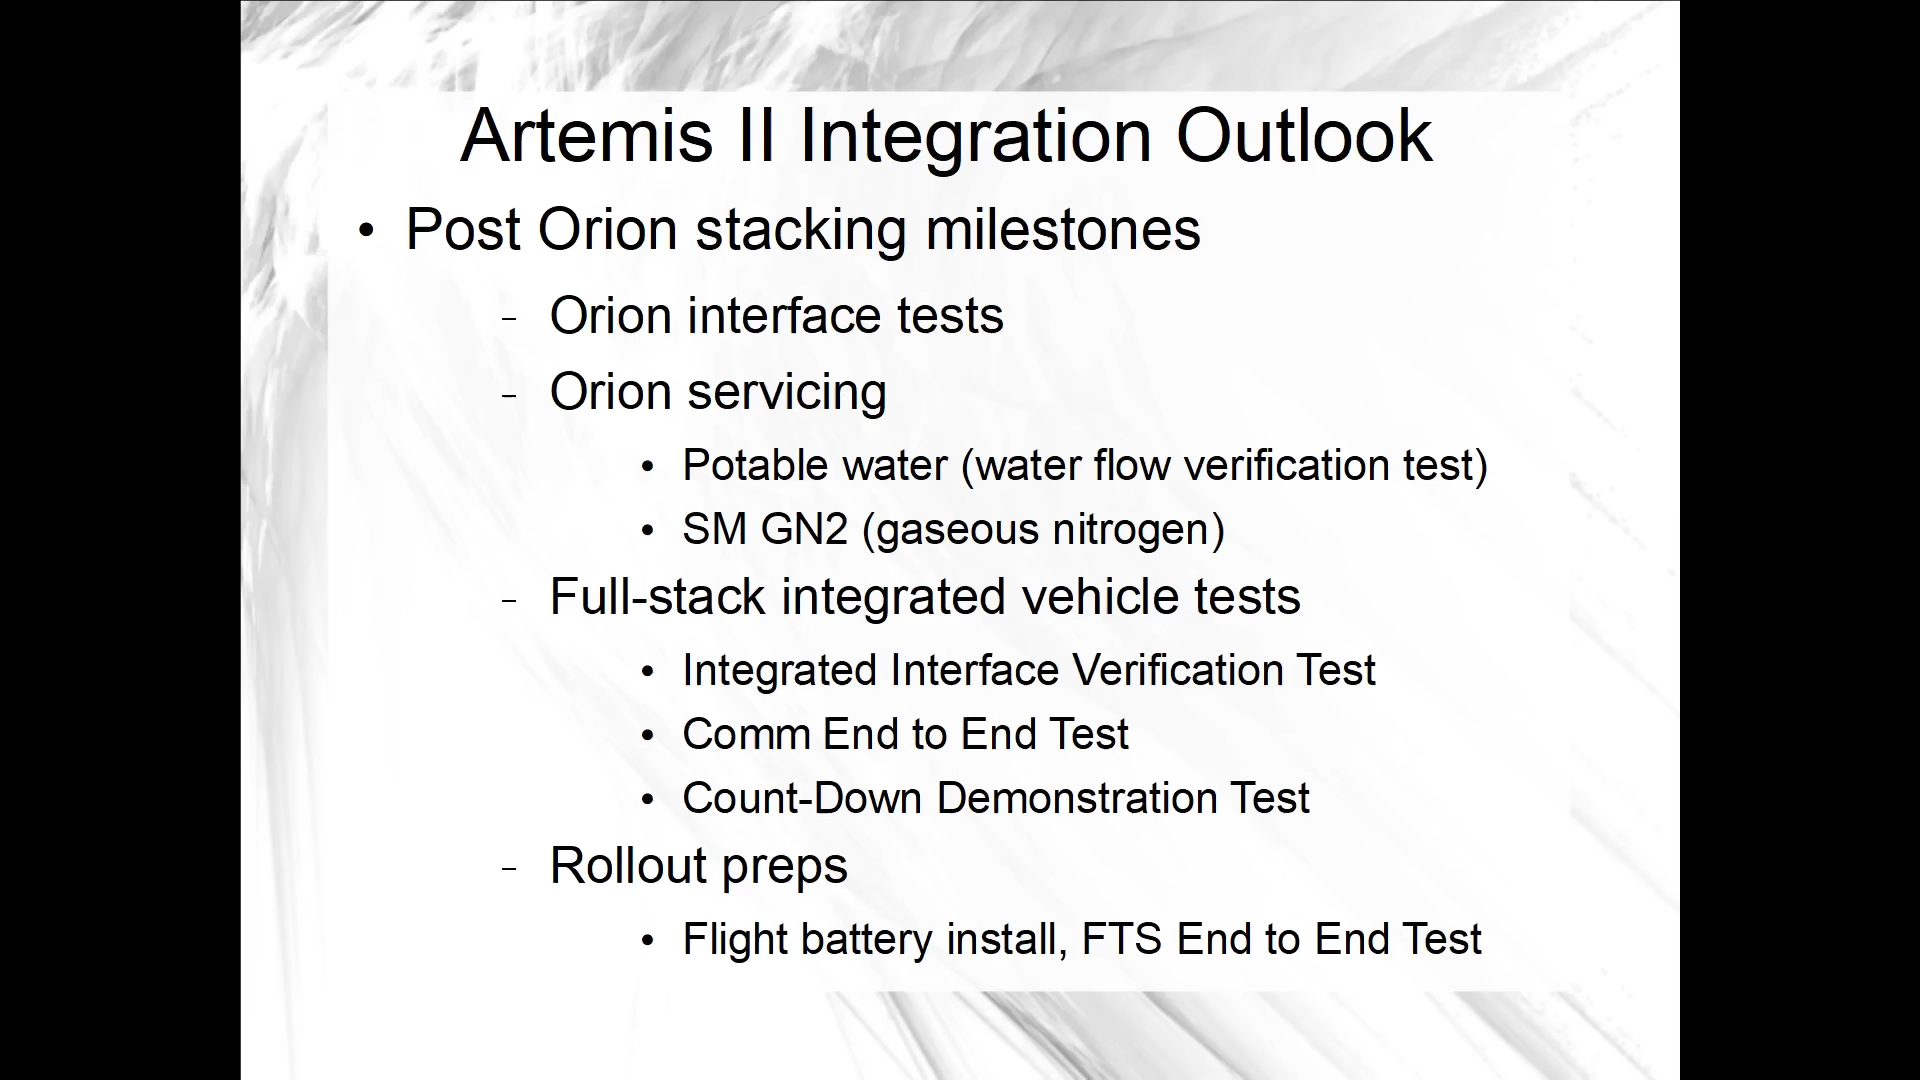 Artemis II Integration Outlook
• Post Orion stacking milestones
– Orion interface tests
– Orion servicing
• Potable water (water flow verification test)
• SM GN2 (gaseous nitrogen)
– Full-stack integrated vehicle tests
• Integrated Interface Verification Test
• Comm End to End Test
• Count-Down Demonstration Test
– Rollout preps
• Flight battery install, FTS End to End Test